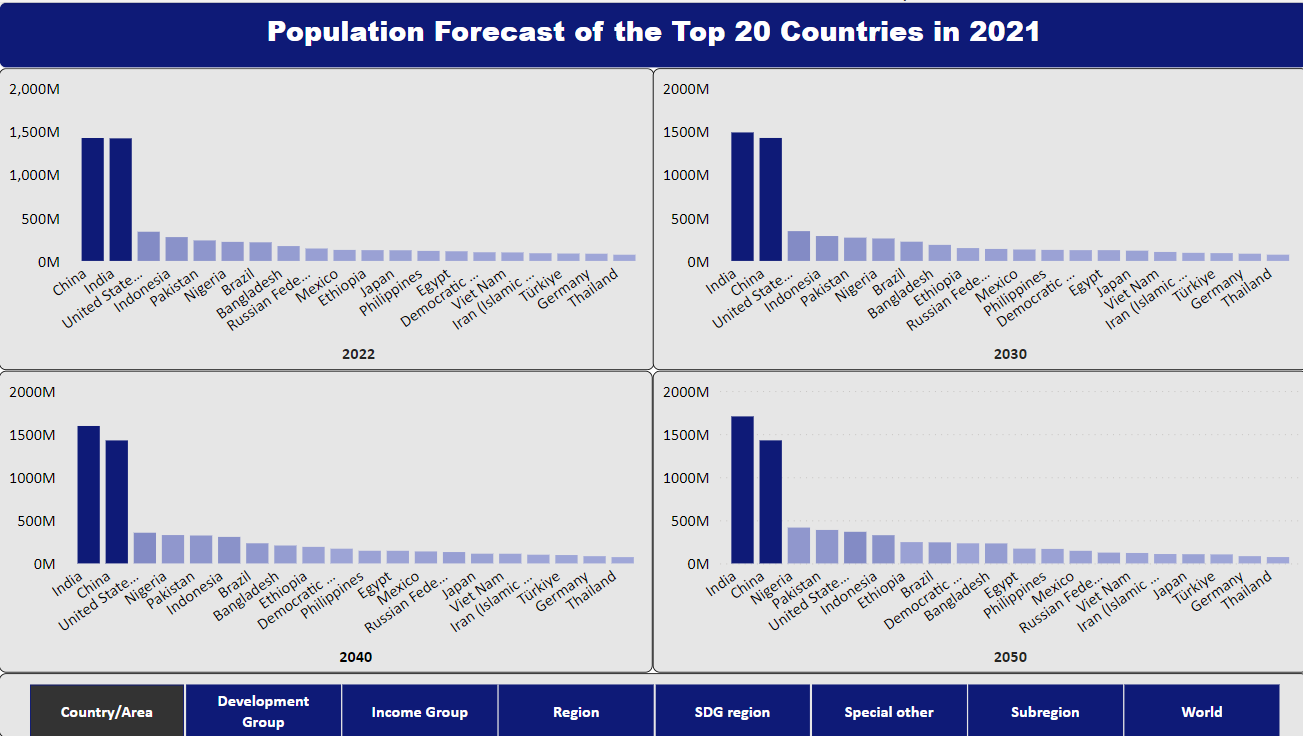 Population Forecast of the Top 20 Countries in 2021
2,000M
1,500M
1,000M
500M
0M
China
India
United State...
Indonesia
Pakistan
Nigeria
Brazil
Bangladesh
Russian Fede...
Mexico
Ethiopia
Japan
Philippines
Egypt
Democratic ...
Viet Nam
Iran (Islamic ...
Türkiye
Germany
Thailand
2022
2000M
1500M
1000M
500M
0M
India
China
United State...
Indonesia
Pakistan
Nigeria
Brazil
Bangladesh
Ethiopia
Russian Fede...
Mexico
Philippines
Democratic ...
Egypt
Japan
Viet Nam
Iran (Islamic ...
Türkiye
Germany
Thailand
2030
2000M
1500M
1000M
500M
0M
India
China
United State...
Nigeria
Pakistan
Indonesia
Brazil
Bangladesh
Ethiopia
Democratic ...
Philippines
Egypt
Mexico
Russian Fede...
Japan
Viet Nam
Iran (Islamic ...
Türkiye
Germany
Thailand
2040
2000M
1500M
1000M
500M
0M
India
China
Nigeria
Pakistan
United State...
Indonesia
Ethiopia
Brazil
Democratic ...
Bangladesh
Egypt
Philippines
Mexico
Russian Fede...
Viet Nam
Iran (Islamic ...
Japan
Türkiye
Germany
Thailand
2050
Country/Area
Development
Group
Income Group
Region
SDG region
Special other
Subregion
World